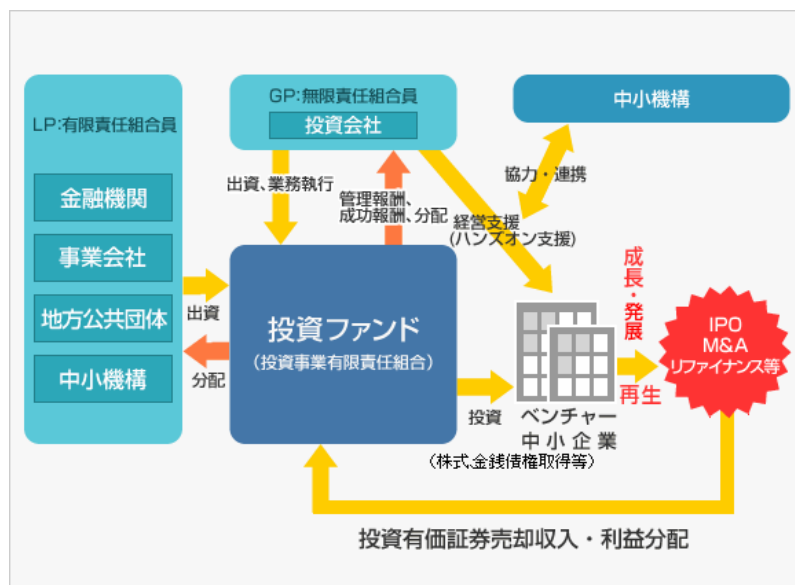 LP:有限責任組合員
金融機関
事業会社
地方公共団体
中小機構
GP:無限責任組合員
投資会社
中小機構
出資、業務執行
管理報酬、
成功報酬、分配
協力・連携
経営支援
(ハンズオン支援)
出資
分配
投資ファンド
(投資事業有限責任組合)
投資
ベンチャー
中小企業
(株式、金銭債権取得等)
成長・発展
再生
IPO
M&A
リファイナンス等
投資有価証券売却収入・利益分配